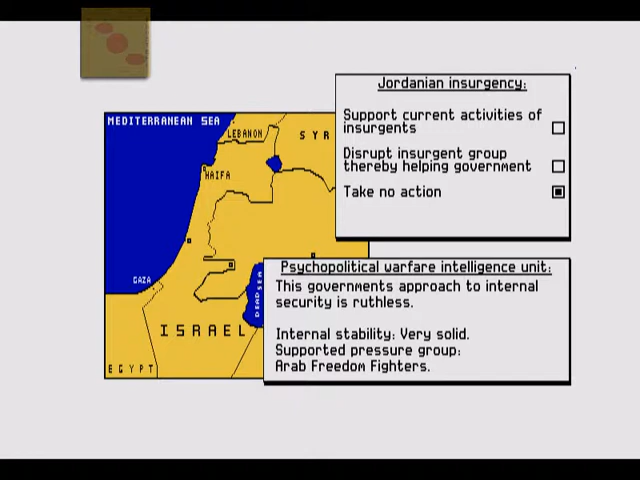 Jordanian insurgency:
Support current activities of
insurgents
Disrupt insurgent group
thereby helping government
Take no action
MEDITERRANEAN SEA
LEBANON
SYR
HAIFA
GAZA
DEAD SEA
ISRAEL
EGYPT
Psychopolitical warfare intelligence unit:
This governments approach to internal
security is ruthless.
Internal stability: Very solid.
Supported pressure group:
Arab Freedom Fighters.